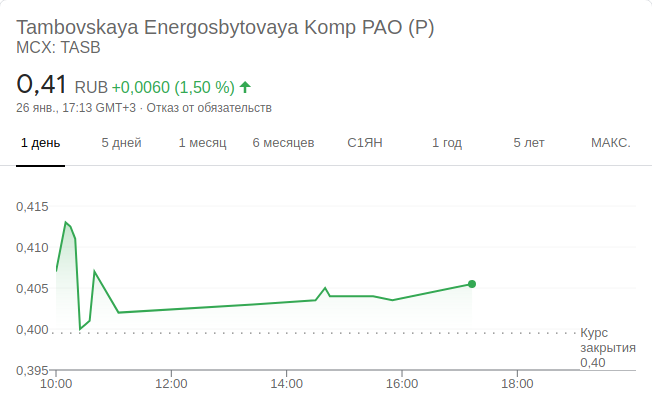 Tambovskaya Energosbytovaya Komp PAO (P)
MCX: TASB
0,41 RUB +0,0060 (1,50 %)
26 янв., 17:13 GMT+3 · Отказ от обязательств
1 день 5 дней 1 месяц 6 месяцев С1ЯН 1 год 5 лет МАКС.
0,415
0,410
0,405
0,400
Курс
закрытия
0,40
0,395
10:00 12:00 14:00 16:00 18:00